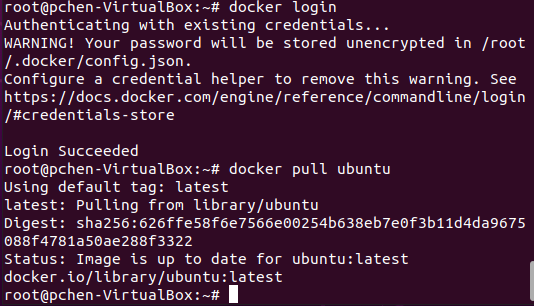 root@pchen-VirtualBox:~# docker login
Authenticating with existing credentials...
WARNING! Your password will be stored unencrypted in /root
/.docker/config.json.
Configure a credential helper to remove this warning. See
https://docs.docker.com/engine/reference/commandline/login
/#credentials-store

Login Succeeded
root@pchen-VirtualBox:~# docker pull ubuntu
Using default tag: latest
latest: Pulling from library/ubuntu
Digest: sha256:626ffe58f6e7566e00254b638eb7e0f3b11d4da9675
088f4781a50ae288f3322
Status: Image is up to date for ubuntu:latest
docker.io/library/ubuntu:latest
root@pchen-VirtualBox:~#